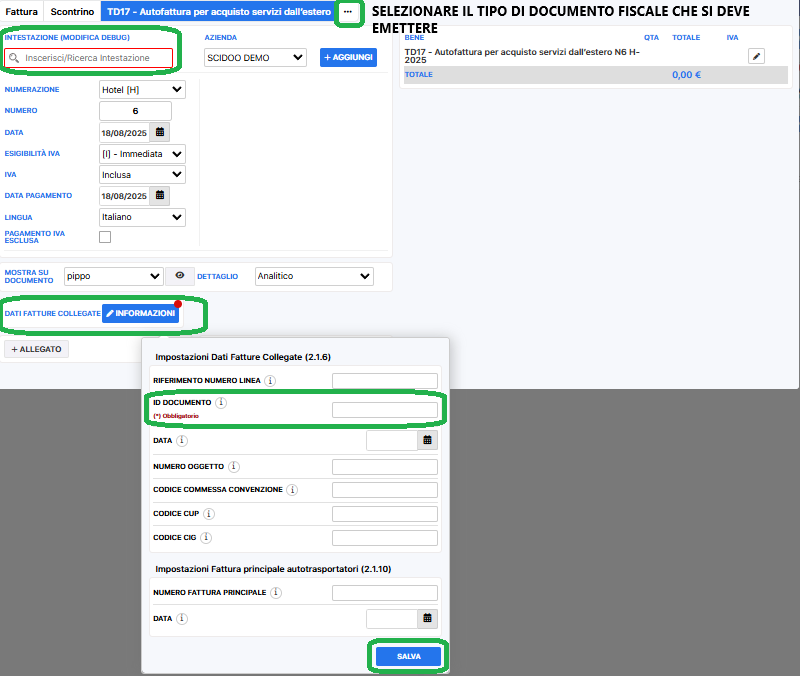 Fattura Scontrino TD17 - Autofattura per acquisto servizi dall'estero ...
SELEZIONARE IL TIPO DI DOCUMENTO FISCALE CHE SI DEVE
EMETTERE
INTESTAZIONE (MODIFICA DEBUG)
Inscerisci/Ricerca Intestazione
AZIENDA
SCIDOO DEMO
+ AGGIUNGI
BENE QTA TOTALE IVA
TD17 - Autofattura per acquisto servizi dall'estero N6 H-
2025
TOTALE 0,00 €
NUMERAZIONE Hotel [H]
NUMERO 6
DATA 18/08/2025
ESIGIBILITÀ IVA [I] - Immediata
IVA Inclusa
DATA PAGAMENTO 18/08/2025
LINGUA Italiano
PAGAMENTO IVA
ESCLUSA
MOSTRA SU
DOCUMENTO
pippo
DETTAGLIO Analitico
DATI FATTURE COLLEGATE INFORMAZIONI
+ ALLEGATO
Impostazioni Dati Fatture Collegate (2.1.6)
RIFERIMENTO NUMERO LINEA i
ID DOCUMENTO i
(*) Obbligatorio
DATA i
NUMERO OGGETTO i
CODICE COMMESSA CONVENZIONE i
CODICE CUP i
CODICE CIG i
Impostazioni Fattura principale autotrasportatori (2.1.10)
NUMERO FATTURA PRINCIPALE i
DATA i
SALVA